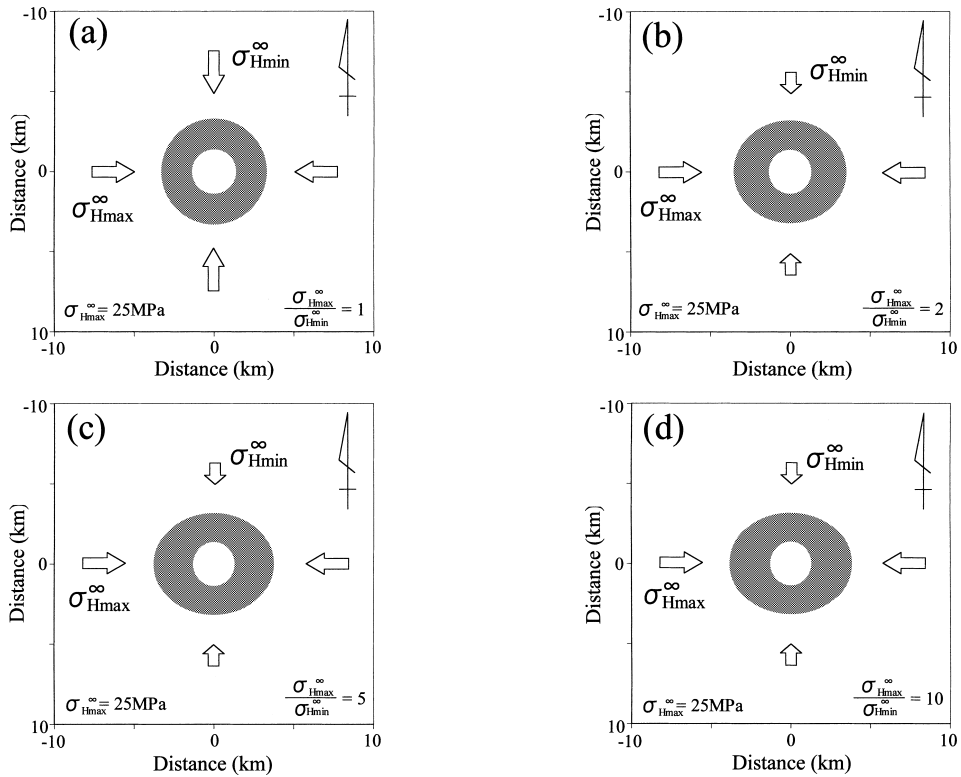 (a)
-10
0
10
Distance (km)
σ∞Hmin
σ∞Hmax
σ∞Hmax = 25MPa
σ∞Hmax / σ∞Hmin = 1
-10 0 10
Distance (km)
(b)
-10
0
10
Distance (km)
σ∞Hmin
σ∞Hmax
σ∞Hmax = 25MPa
σ∞Hmax / σ∞Hmin = 2
-10 0 10
Distance (km)
(c)
-10
0
10
Distance (km)
σ∞Hmin
σ∞Hmax
σ∞Hmax = 25MPa
σ∞Hmax / σ∞Hmin = 5
-10 0 10
Distance (km)
(d)
-10
0
10
Distance (km)
σ∞Hmin
σ∞Hmax
σ∞Hmax = 25MPa
σ∞Hmax / σ∞Hmin = 10
-10 0 10
Distance (km)